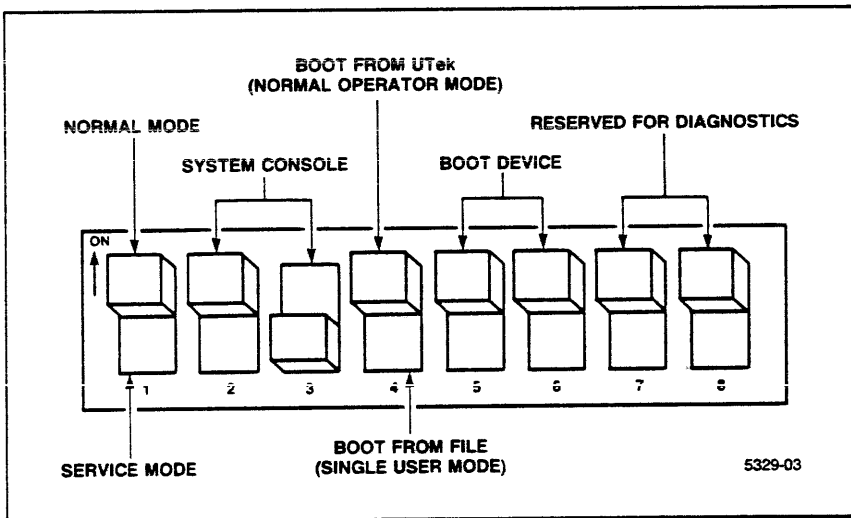 BOOT FROM UTek
(NORMAL OPERATOR MODE)
NORMAL MODE
RESERVED FOR DIAGNOSTICS
SYSTEM CONSOLE
BOOT DEVICE
ON
1 2 3 4 5 6 7 8
BOOT FROM FILE
(SINGLE USER MODE)
SERVICE MODE
5329-03